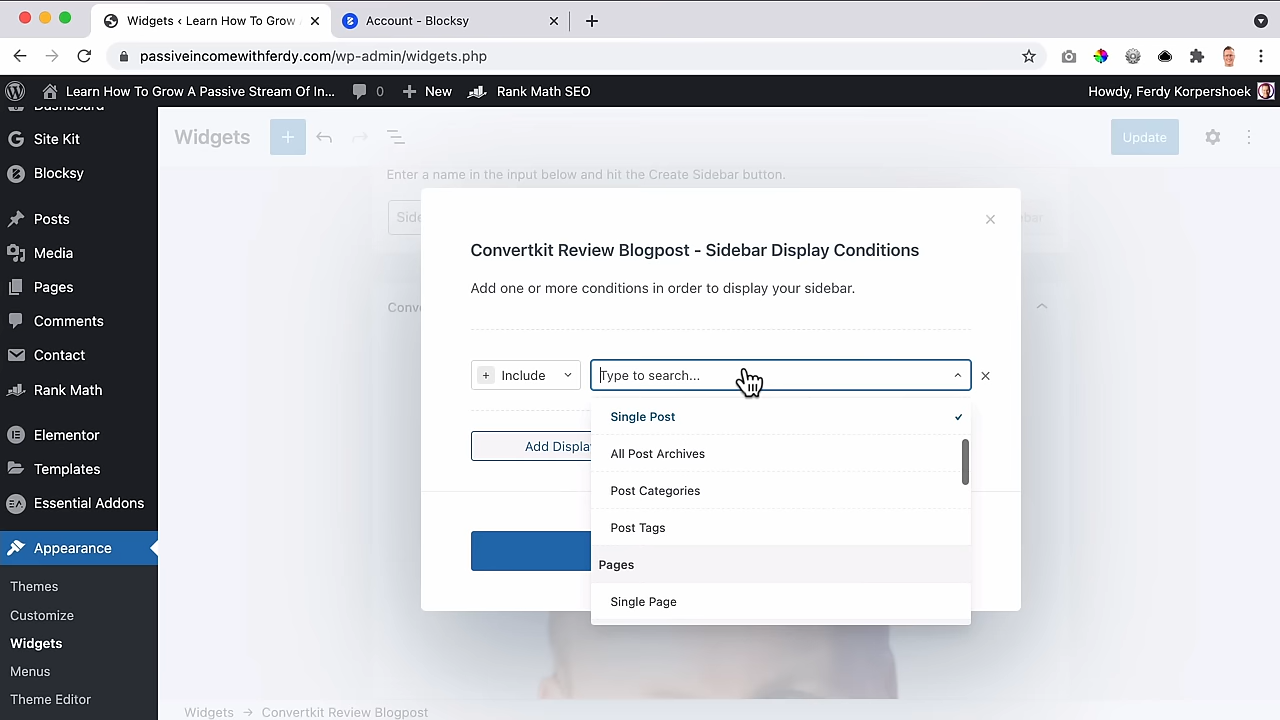 Widgets ‹ Learn How To Grow
Account - Blocksy
passiveincomewithferdy.com/wp-admin/widgets.php
Learn How To Grow A Passive Stream Of In...
0
New
Rank Math SEO
Howdy, Ferdy Korpershoek
Dashboard
Site Kit
Blocksy
Posts
Media
Pages
Comments
Contact
Rank Math
Elementor
Templates
Essential Addons
Appearance
Themes
Customize
Widgets
Menus
Theme Editor
Widgets
Update
Enter a name in the input below and hit the Create Sidebar button.
Convertkit Review Blogpost - Sidebar Display Conditions
Add one or more conditions in order to display your sidebar.
Include
Type to search...
Single Post
All Post Archives
Post Categories
Post Tags
Pages
Single Page
Add
Widgets → Convertkit Review Blogpost